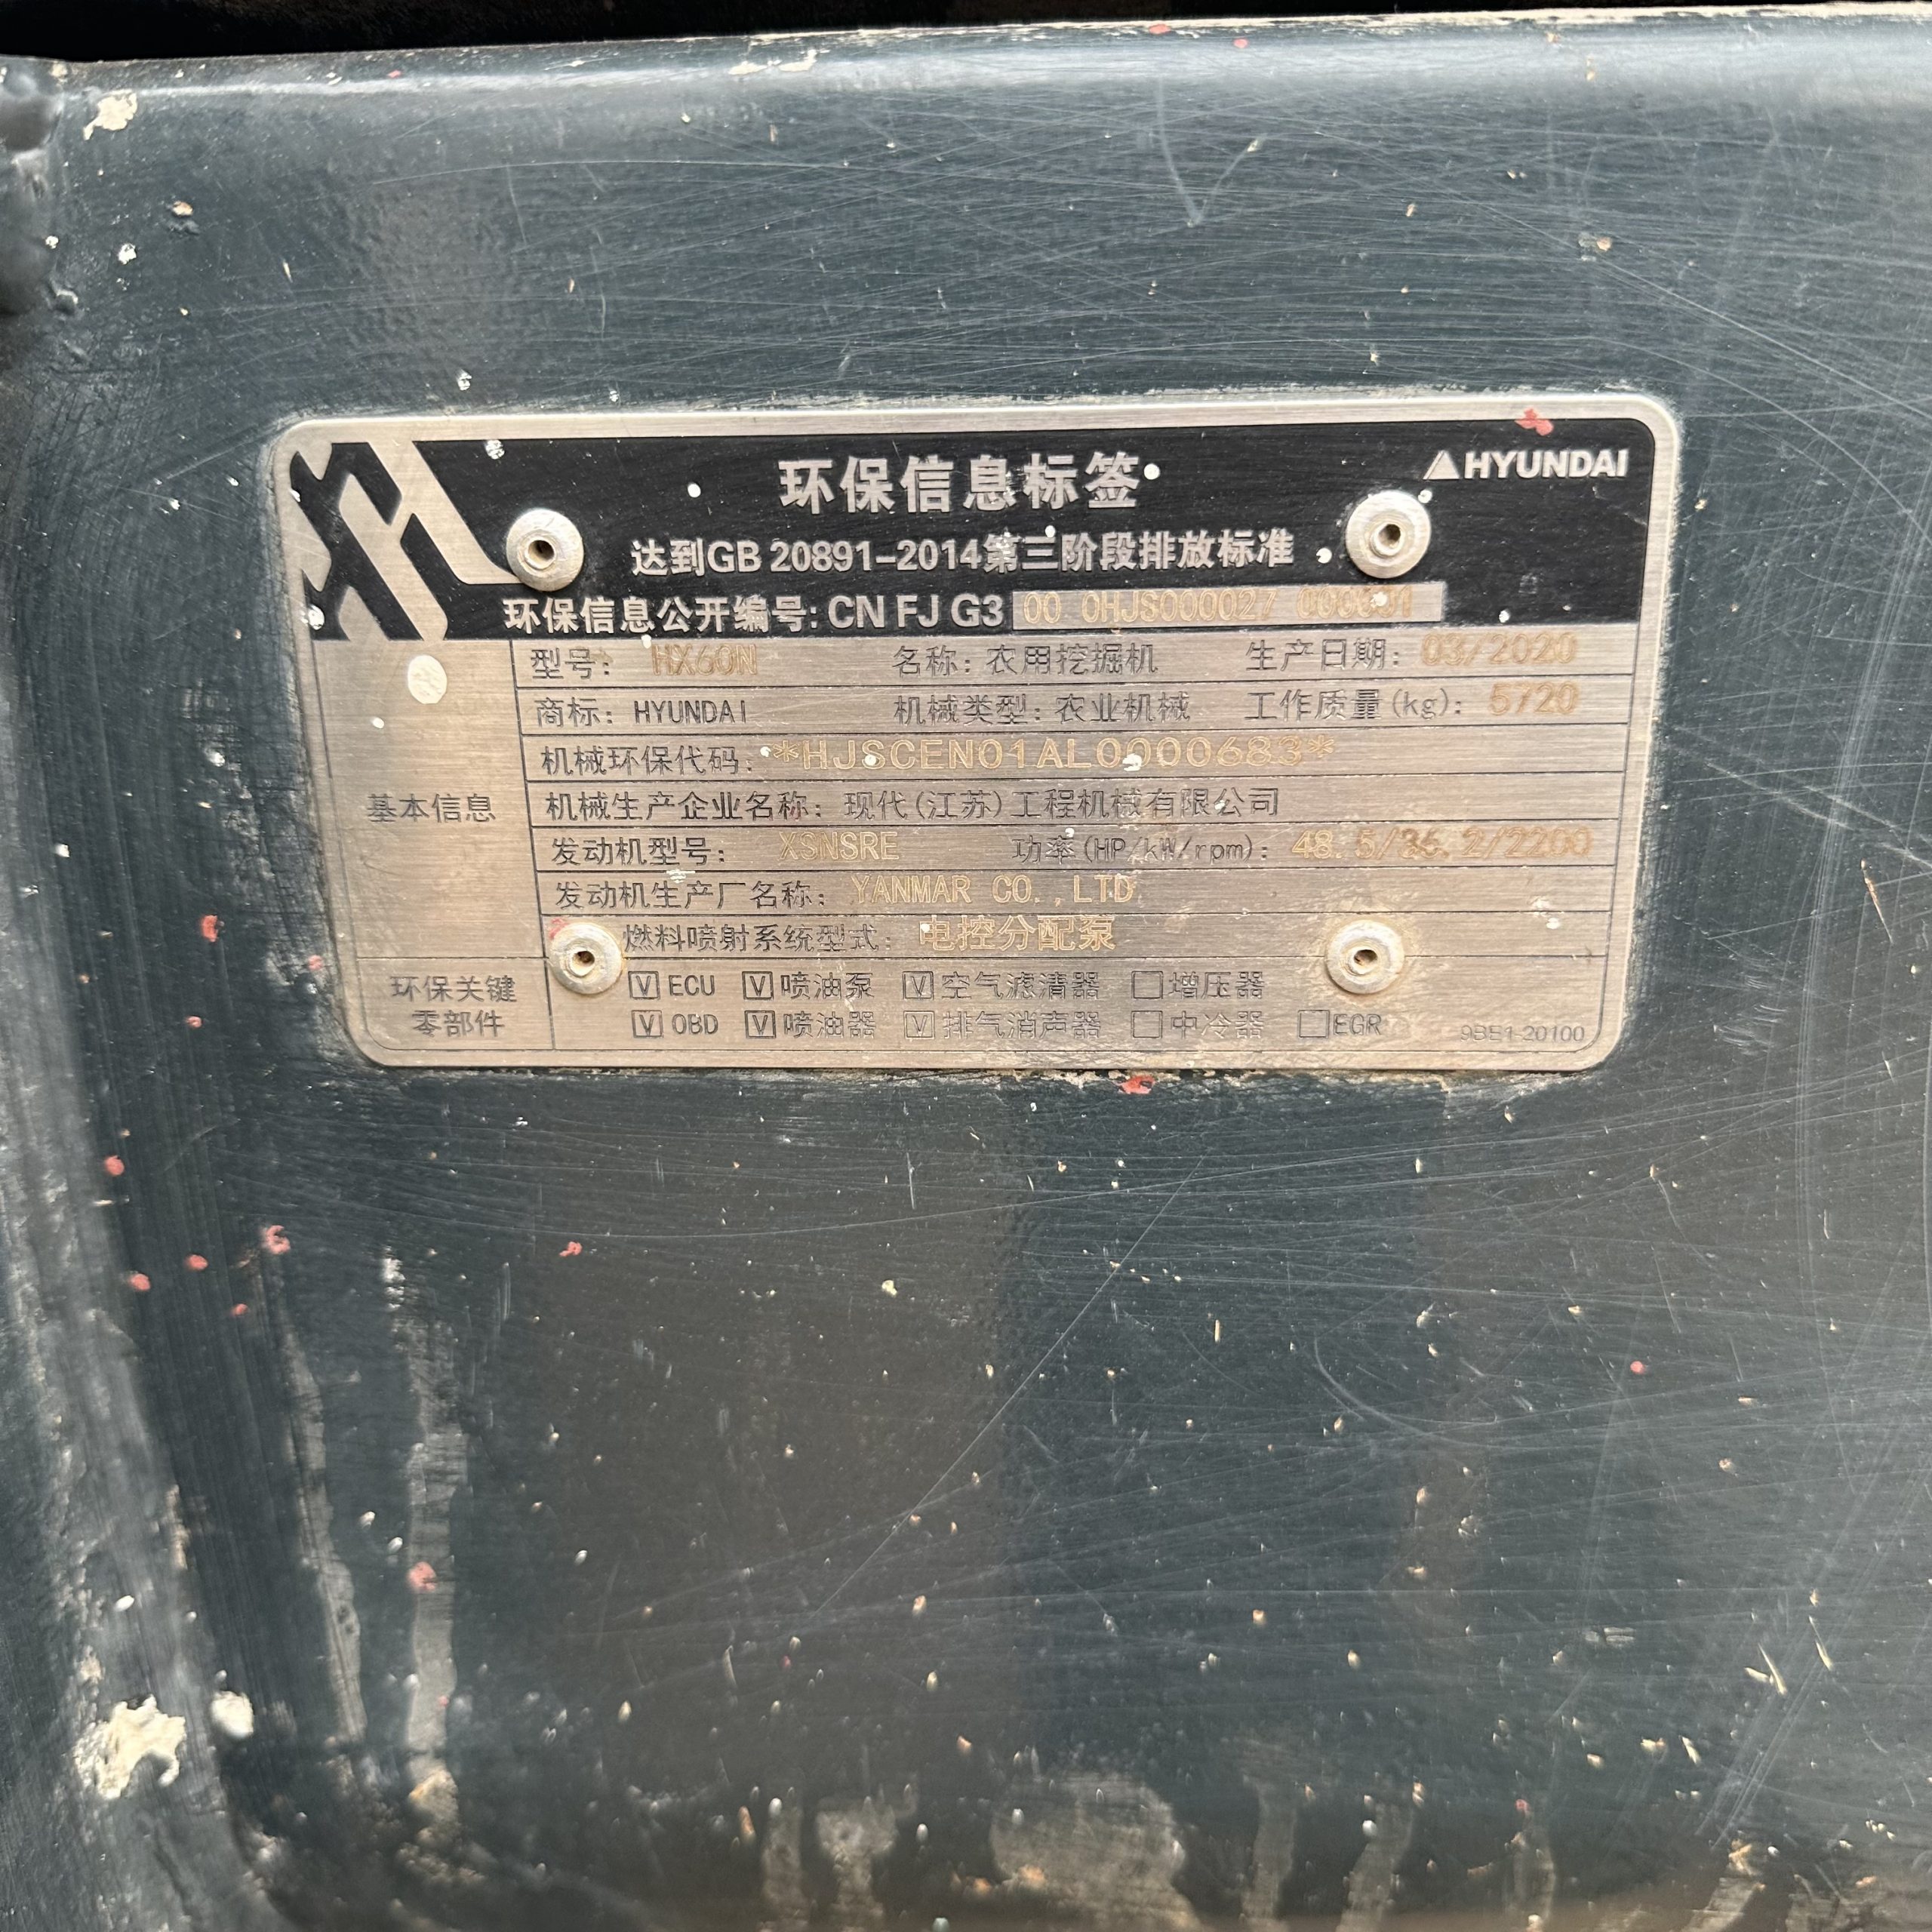 环保信息标签
HYUNDAI
达到GB 20891-2014第三阶段排放标准
环保信息公开编号: CN FJ G3 00 0HJS000027
型号: HX60N 名称: 农用挖掘机 生产日期: 03/2020
商标: HYUNDAI 机械类型: 农业机械 工作质量(kg): 5720
机械环保代码: *HJSCEN01AL0000683*
基本信息
机械生产企业名称: 现代(江苏)工程机械有限公司
发动机型号: XSNSRE 功率(HP/kW/rpm): 48.5/36.2/2200
发动机生产厂名称: YANMAR CO.,LTD
燃料喷射系统型式: 电控分配泵
环保关键零部件
V ECU V 喷油泵 V 空气滤清器 增压器
V OBD V 喷油器 V 排气消声器 中冷器 EGR